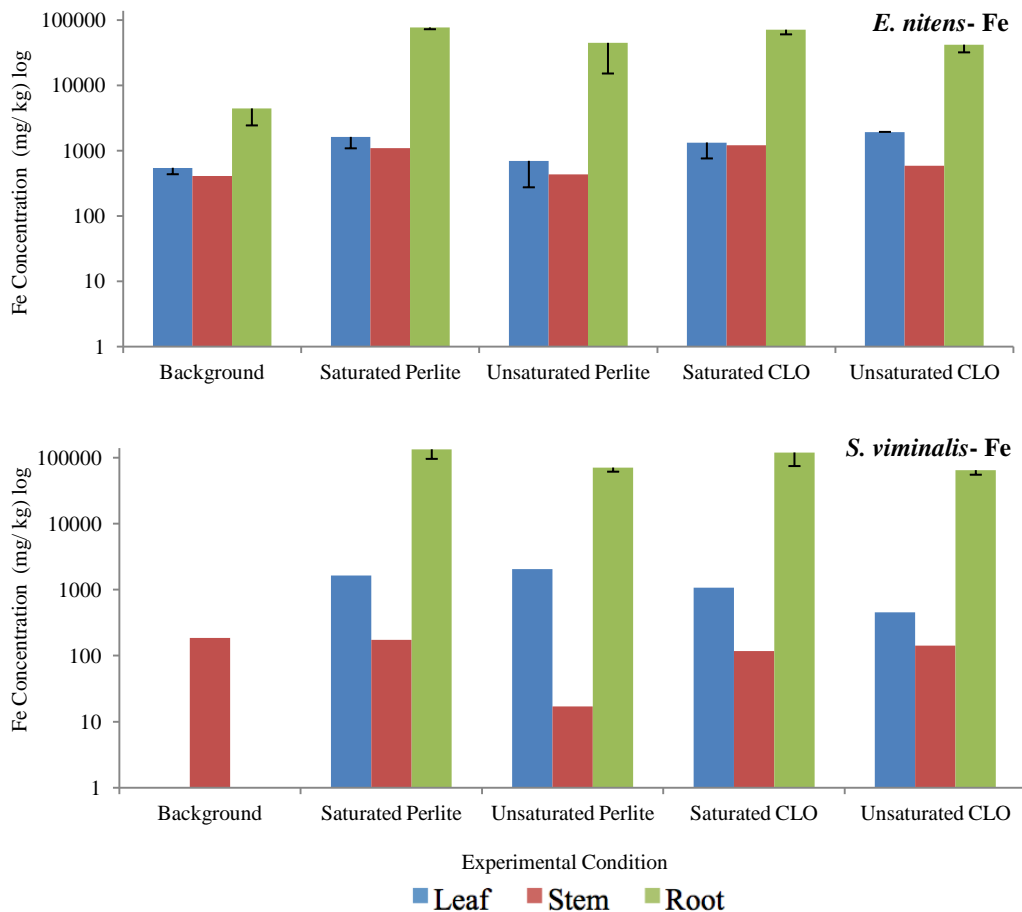 E. nitens- Fe
Fe Concentration (mg/ kg) log
100000
10000
1000
100
10
1
Background Saturated Perlite Unsaturated Perlite Saturated CLO Unsaturated CLO
S. viminalis- Fe
Fe Concentration (mg/ kg) log
100000
10000
1000
100
10
1
Background Saturated Perlite Unsaturated Perlite Saturated CLO Unsaturated CLO
Experimental Condition
Leaf Stem Root